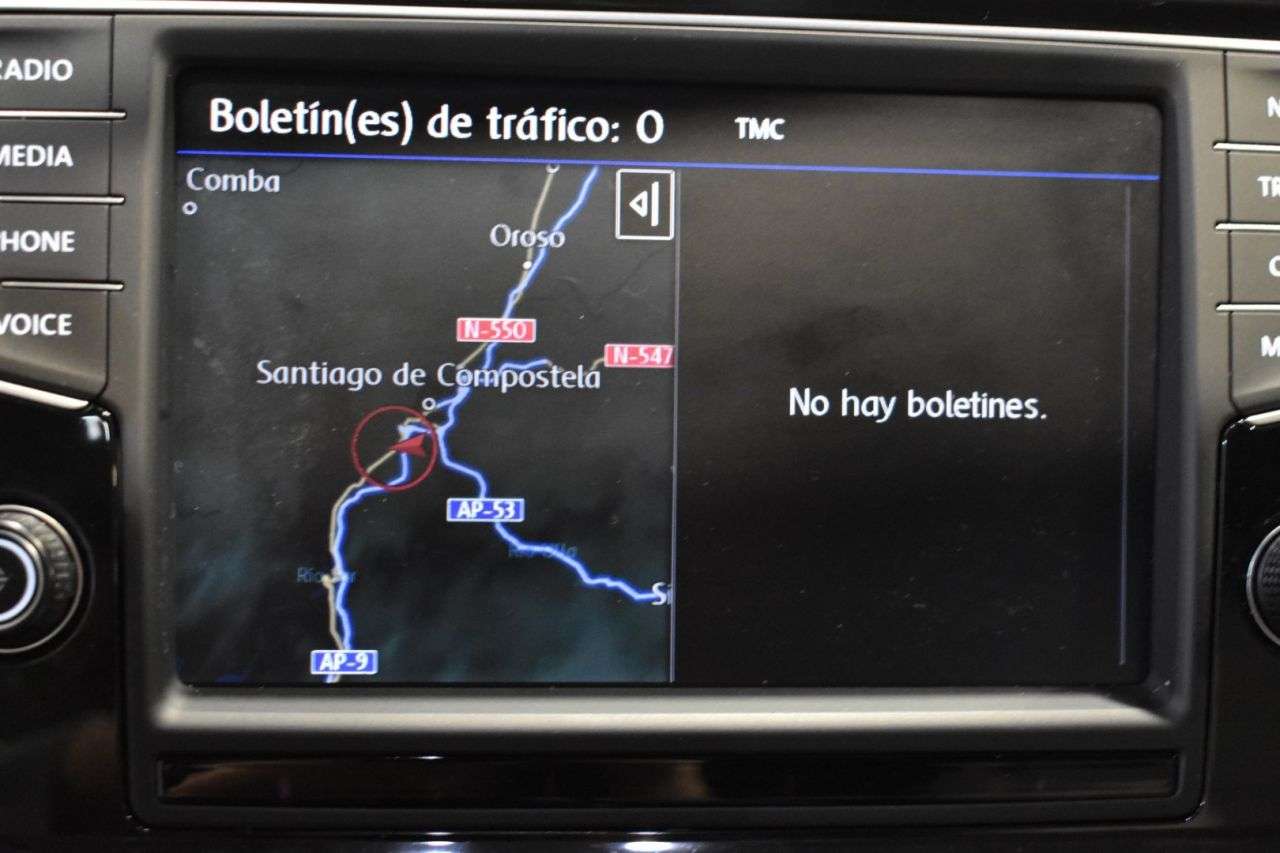 RADIO
MEDIA
PHONE
VOICE
Boletín(es) de tráfico: 0 TMC
Comba
Oroso
N-550
N-547
Santiago de Compostela
AP-53
AP-9
No hay boletines.